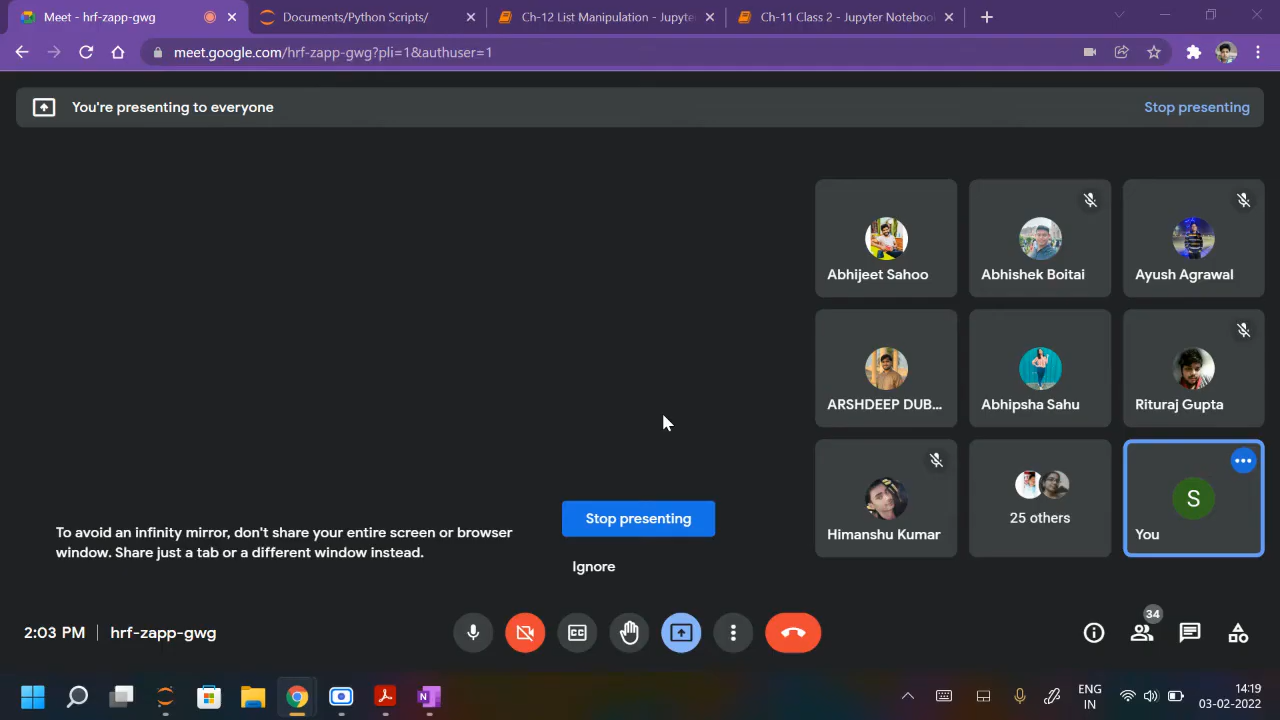 Meet - hrf-zapp-gwg
Documents/Python Scripts/
Ch-12 List Manipulation - Jupyte
Ch-11 Class 2 - Jupyter Notebook
meet.google.com/hrf-zapp-gwg?pli=1&authuser=1
You're presenting to everyone
Stop presenting
Abhijeet Sahoo
Abhishek Boitai
Ayush Agrawal
ARSHDEEP DUB...
Abhipsha Sahu
Rituraj Gupta
Himanshu Kumar
25 others
S
You
To avoid an infinity mirror, don't share your entire screen or browser
window. Share just a tab or a different window instead.
Stop presenting
Ignore
2:03 PM | hrf-zapp-gwg
CC
34
ENG
IN
14:19
03-02-2022